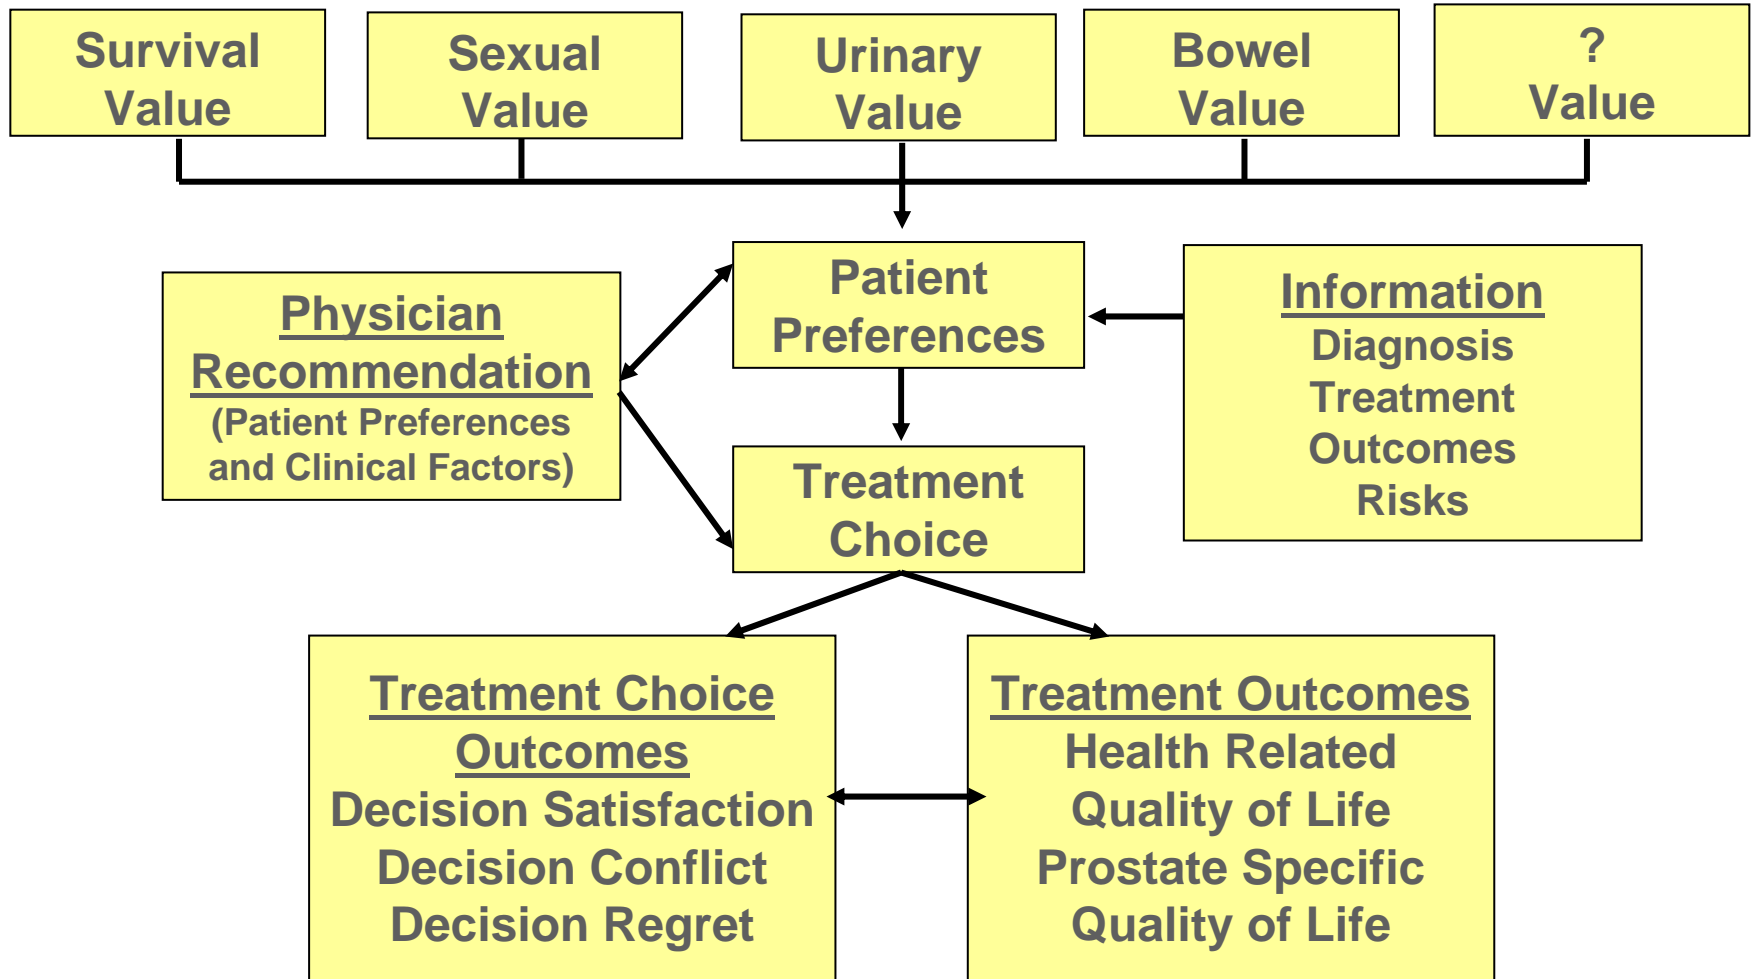 Survival
Value
Sexual
Value
Urinary
Value
Bowel
Value
?
Value
Patient
Preferences
Physician
Recommendation
(Patient Preferences
and Clinical Factors)
Information
Diagnosis
Treatment
Outcomes
Risks
Treatment
Choice
Treatment Choice
Outcomes
Decision Satisfaction
Decision Conflict
Decision Regret
Treatment Outcomes
Health Related
Quality of Life
Prostate Specific
Quality of Life